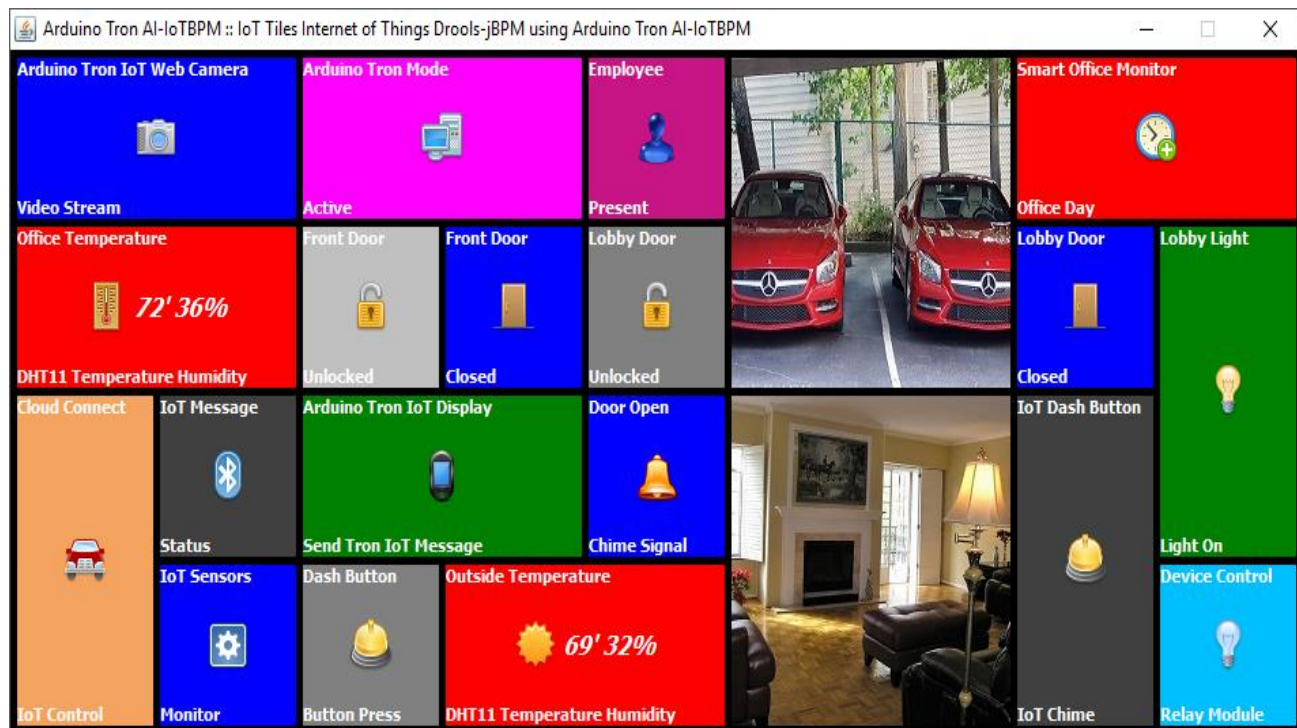 Arduino Tron AI-IoTBPM :: IoT Tiles Internet of Things Drools-jBPM using Arduino Tron AI-IoTBPM
Arduino Tron IoT Web Camera
Video Stream
Arduino Tron Mode
Active
Employee
Present
Smart Office Monitor
Office Day
Office Temperature
72' 36%
DHT11 Temperature Humidity
Front Door
Unlocked
Front Door
Closed
Lobby Door
Unlocked
Lobby Door
Closed
Lobby Light
Light On
Cloud Connect
IoT Control
IoT Message
Status
Arduino Tron IoT Display
Send Tron IoT Message
Door Open
Chime Signal
IoT Dash Button
IoT Chime
IoT Sensors
Monitor
Dash Button
Button Press
Outside Temperature
69' 32%
DHT11 Temperature Humidity
Device Control
Relay Module